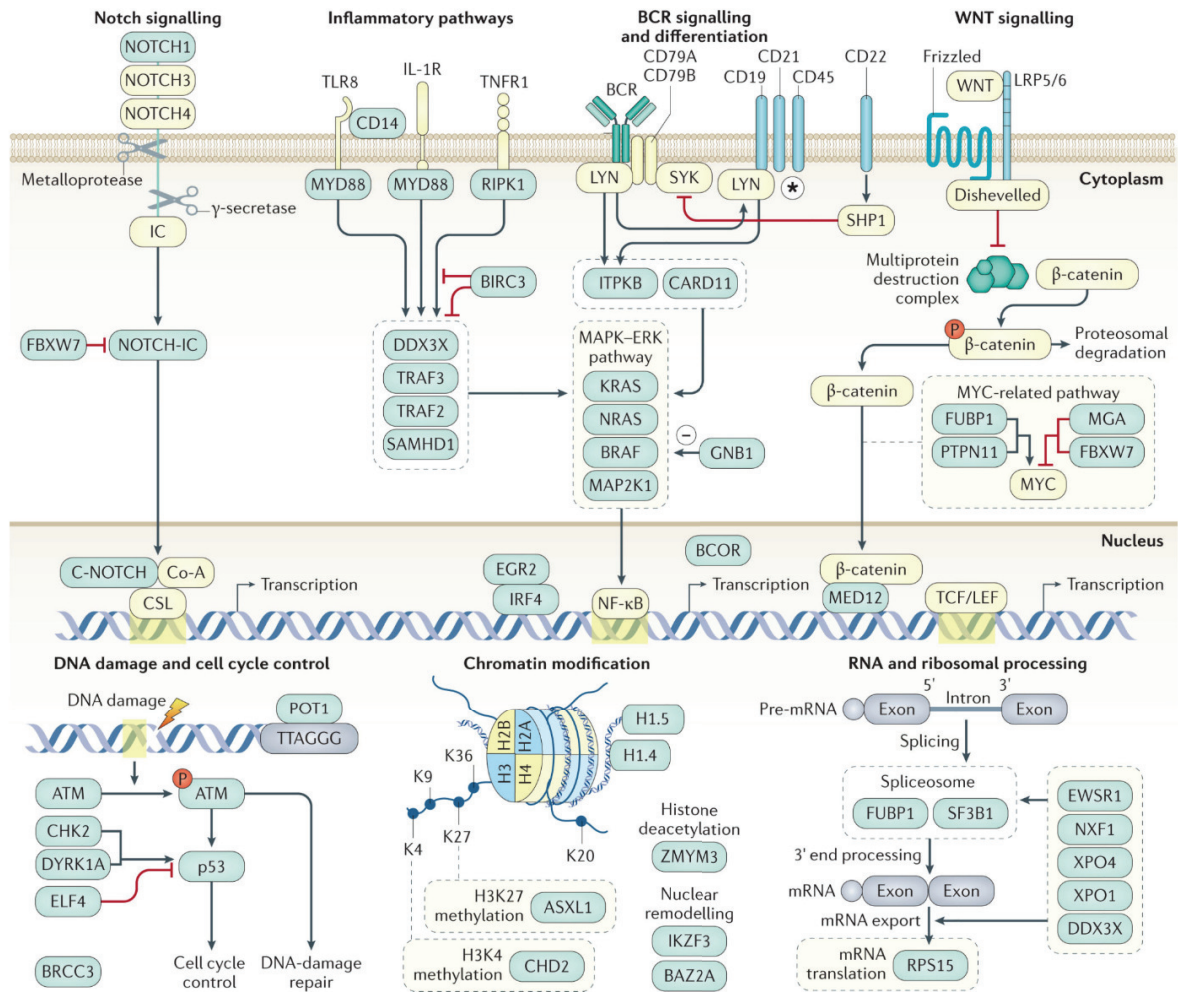 Notch signalling
NOTCH1
NOTCH3
NOTCH4
Metalloprotease
γ-secretase
IC
FBXW7
NOTCH-IC
C-NOTCH
Co-A
CSL
Transcription
Inflammatory pathways
TLR8
CD14
IL-1R
TNFR1
MYD88
MYD88
RIPK1
BIRC3
DDX3X
TRAF3
TRAF2
SAMHD1
BCR signalling
and differentiation
CD79A
CD79B
BCR
CD19
CD21
CD45
CD22
LYN
SYK
LYN
*
SHP1
ITPKB
CARD11
MAPK–ERK
pathway
KRAS
NRAS
BRAF
MAP2K1
−
GNB1
EGR2
IRF4
NF-κB
BCOR
Transcription
WNT signalling
Frizzled
WNT
LRP5/6
Cytoplasm
Dishevelled
Multiprotein
destruction
complex
β-catenin
P
β-catenin
Proteosomal
degradation
β-catenin
MYC-related pathway
FUBP1
PTPN11
MGA
FBXW7
MYC
Nucleus
β-catenin
MED12
TCF/LEF
Transcription
DNA damage and cell cycle control
DNA damage
POT1
TTAGGG
ATM
P
ATM
CHK2
DYRK1A
p53
ELF4
BRCC3
Cell cycle
control
DNA-damage
repair
Chromatin modification
H2B
H2A
H3
H4
H1.5
H1.4
K36
K9
K27
K4
K20
H3K27
methylation
ASXL1
H3K4
methylation
CHD2
Histone
deacetylation
ZMYM3
Nuclear
remodelling
IKZF3
BAZ2A
RNA and ribosomal processing
5'
3'
Pre-mRNA
Exon
Intron
Exon
Splicing
Spliceosome
FUBP1
SF3B1
EWSR1
NXF1
XPO4
XPO1
DDX3X
3' end processing
mRNA
Exon
Exon
mRNA export
mRNA
translation
RPS15